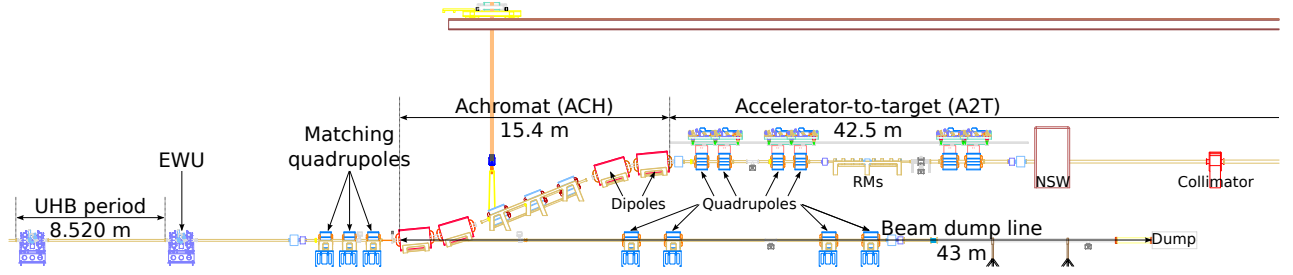 Achromat (ACH)
15.4 m
Accelerator-to-target (A2T)
42.5 m
Matching
quadrupoles
EWU
UHB period
8.520 m
Dipoles
Quadrupoles
RMs
NSW
Collimator
Beam dump line
43 m
Dump